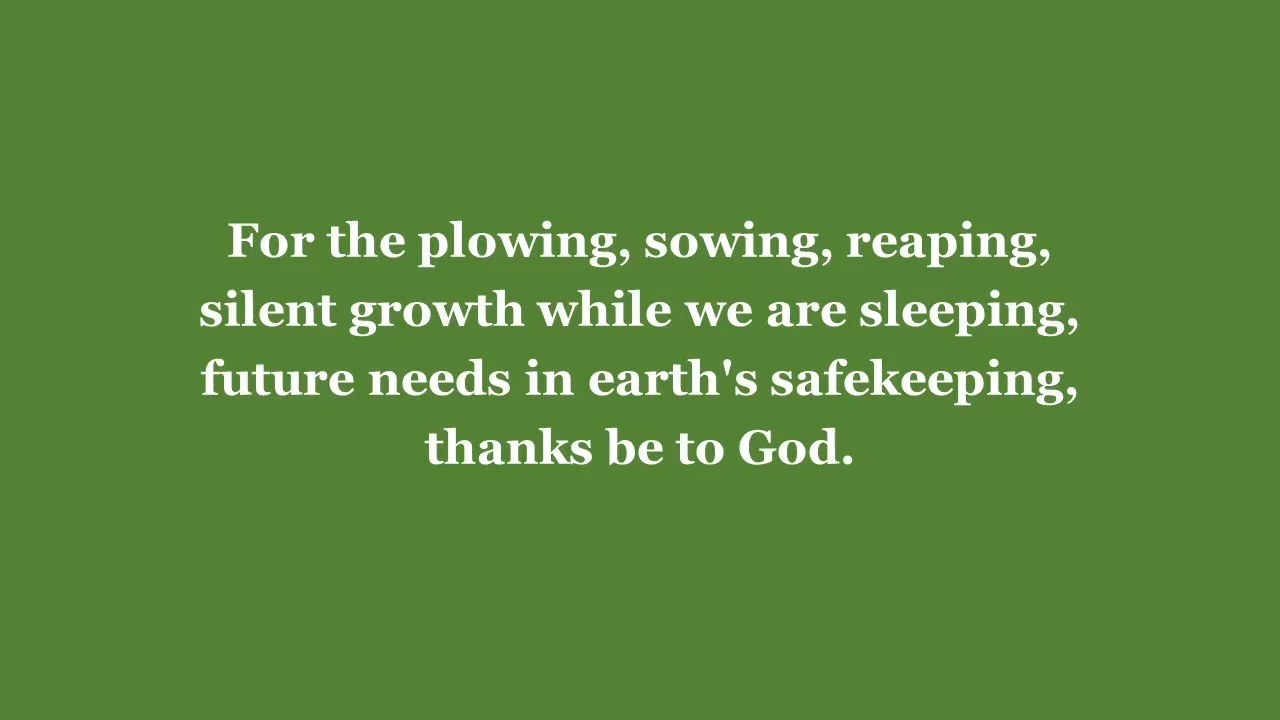 For the plowing, sowing, reaping,
silent growth while we are sleeping,
future needs in earth's safekeeping,
thanks be to God.